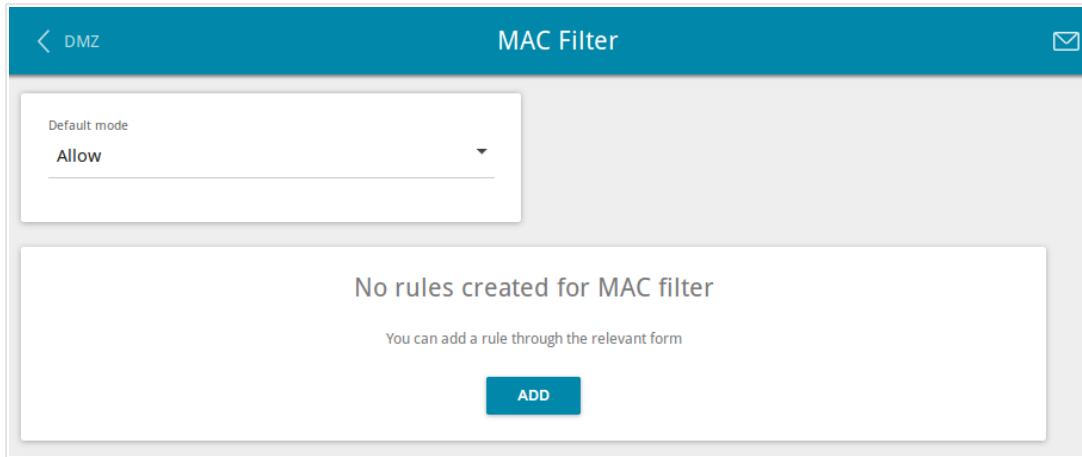 DMZ
MAC Filter
Default mode
Allow
No rules created for MAC filter
You can add a rule through the relevant form
ADD